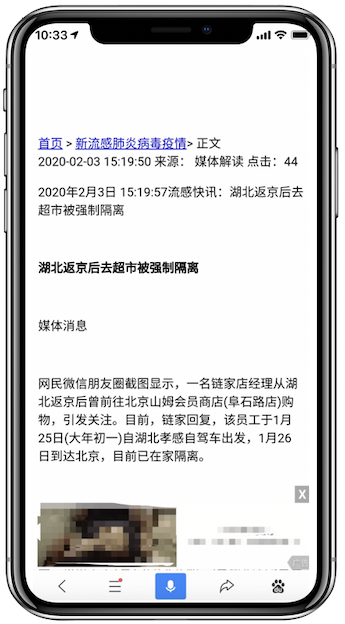 10:33
首页 > 新流感肺炎病毒疫情> 正文
2020-02-03 15:19:50 来源： 媒体解读 点击：44
2020年2月3日 15:19:57流感快讯：湖北返京后去
超市被强制隔离
湖北返京后去超市被强制隔离
媒体消息
网民微信朋友圈截图显示，一名链家店经理从湖
北返京后曾前往北京山姆会员商店(阜石路店)购
物，引发关注。目前，链家回复，该员工于1月
25日(大年初一)自湖北孝感自驾车出发，1月26
日到达北京，目前已在家隔离。
X
广告